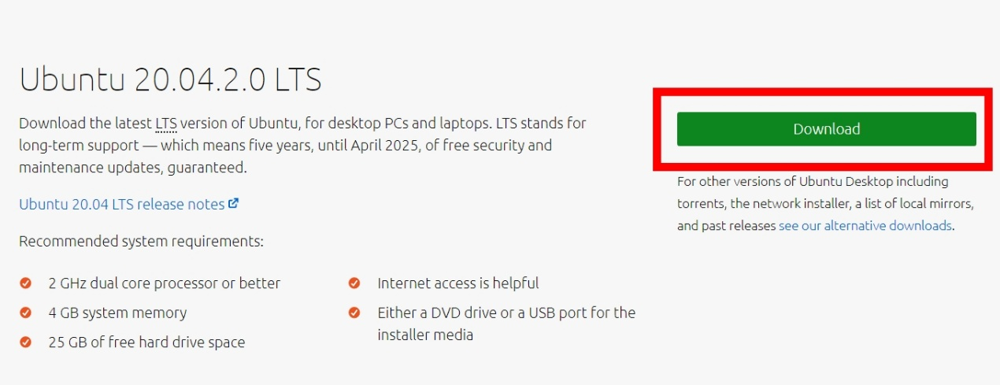 Ubuntu 20.04.2.0 LTS
Download the latest LTS version of Ubuntu, for desktop PCs and laptops. LTS stands for
long-term support — which means five years, until April 2025, of free security and
maintenance updates, guaranteed.
Ubuntu 20.04 LTS release notes
Recommended system requirements:
2 GHz dual core processor or better
4 GB system memory
25 GB of free hard drive space
Internet access is helpful
Either a DVD drive or a USB port for the
installer media
Download
For other versions of Ubuntu Desktop including
torrents, the network installer, a list of local mirrors,
and past releases see our alternative downloads.